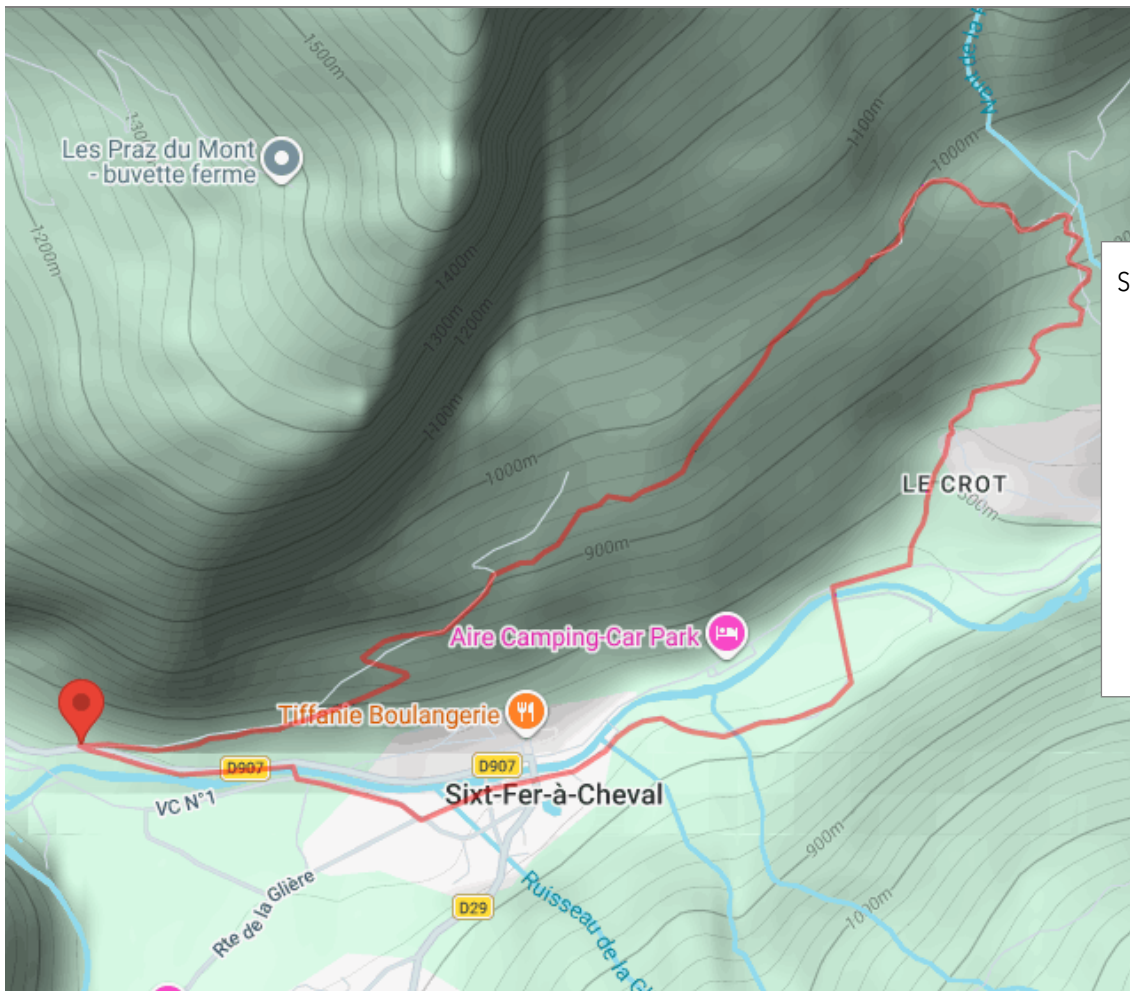 1500m
1100m
1000m
Les Praz du Mont
- buvette ferme
1200m
1400m
1300m
1200m
1100m
1000m
LE CROT
900m
Aire Camping-Car Park
Tiffanie Boulangerie
D907
D907
Sixt-Fer-à-Cheval
VC N°1
900m
Rte de la Glière
D29
Ruisseau de la Gl
1000m
S